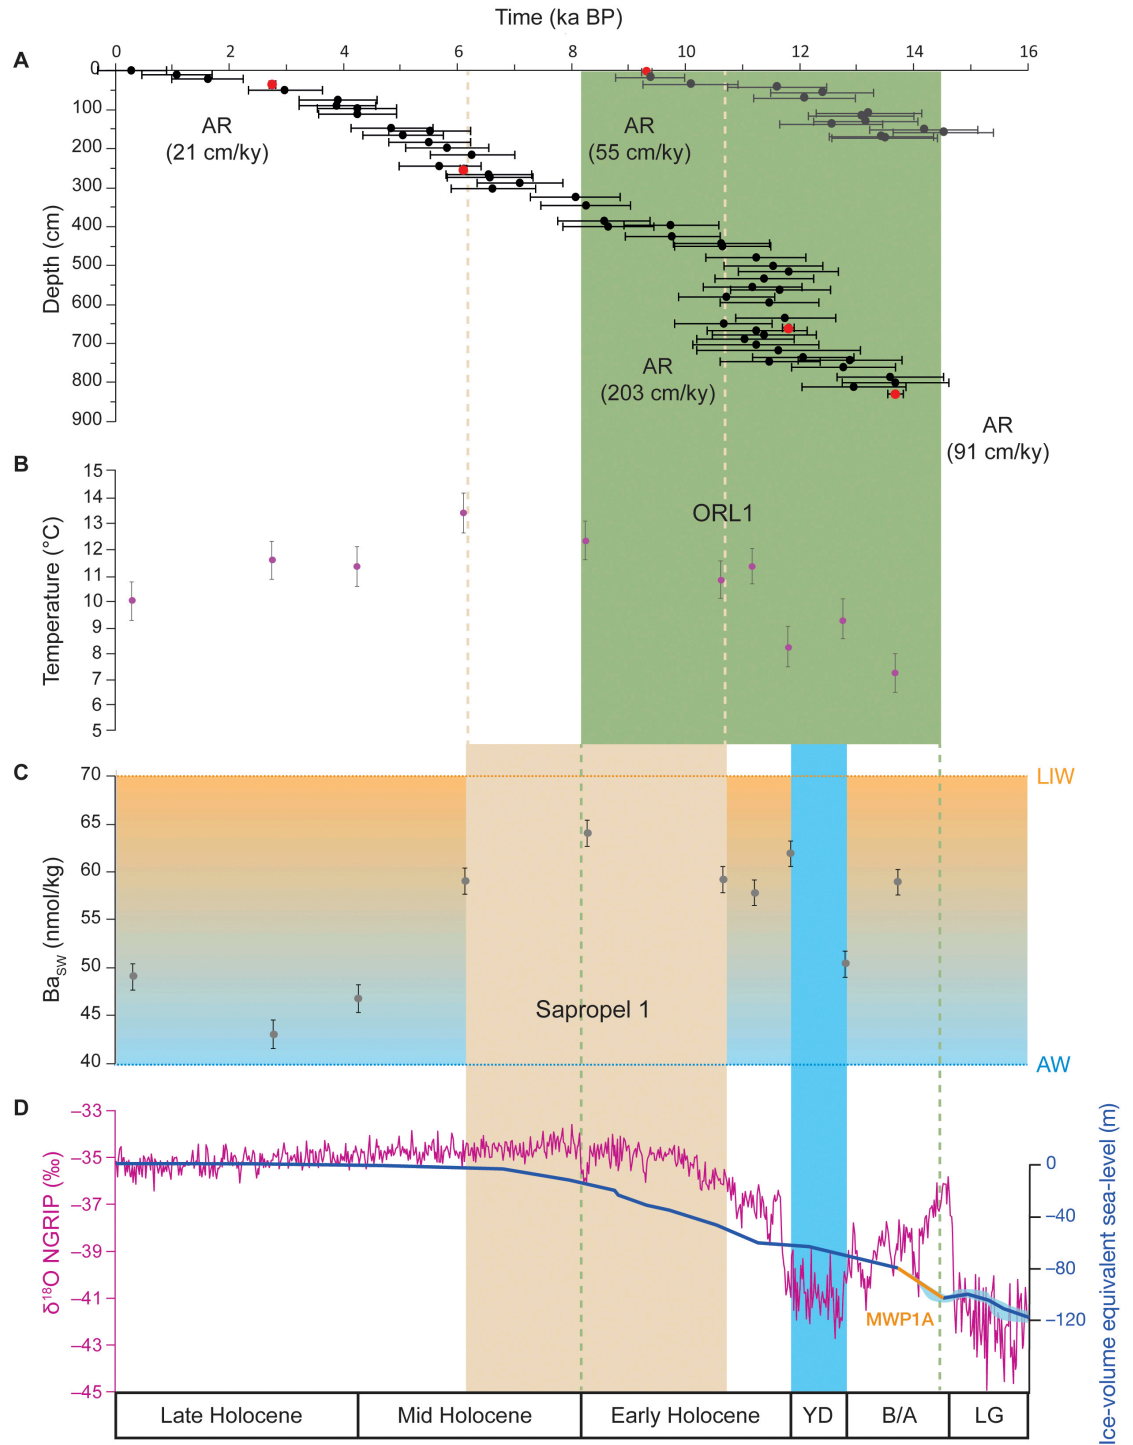 Time (ka BP)
A
0 2 4 6 8 10 12 14 16
0
100
200
300
400
500
600
700
800
900
Depth (cm)
AR
(21 cm/ky)
AR
(55 cm/ky)
AR
(203 cm/ky)
AR
(91 cm/ky)
B
15
14
13
12
11
10
9
8
7
6
5
Temperature (°C)
ORL1
C
70
65
60
55
50
45
40
Ba_SW (nmol/kg)
LIW
AW
Sapropel 1
D
–33
–35
–37
–39
–41
–43
–45
δ¹⁸O NGRIP (‰)
0
–40
–80
–120
Ice-volume equivalent sea-level (m)
MWP1A
Late Holocene Mid Holocene Early Holocene YD B/A LG